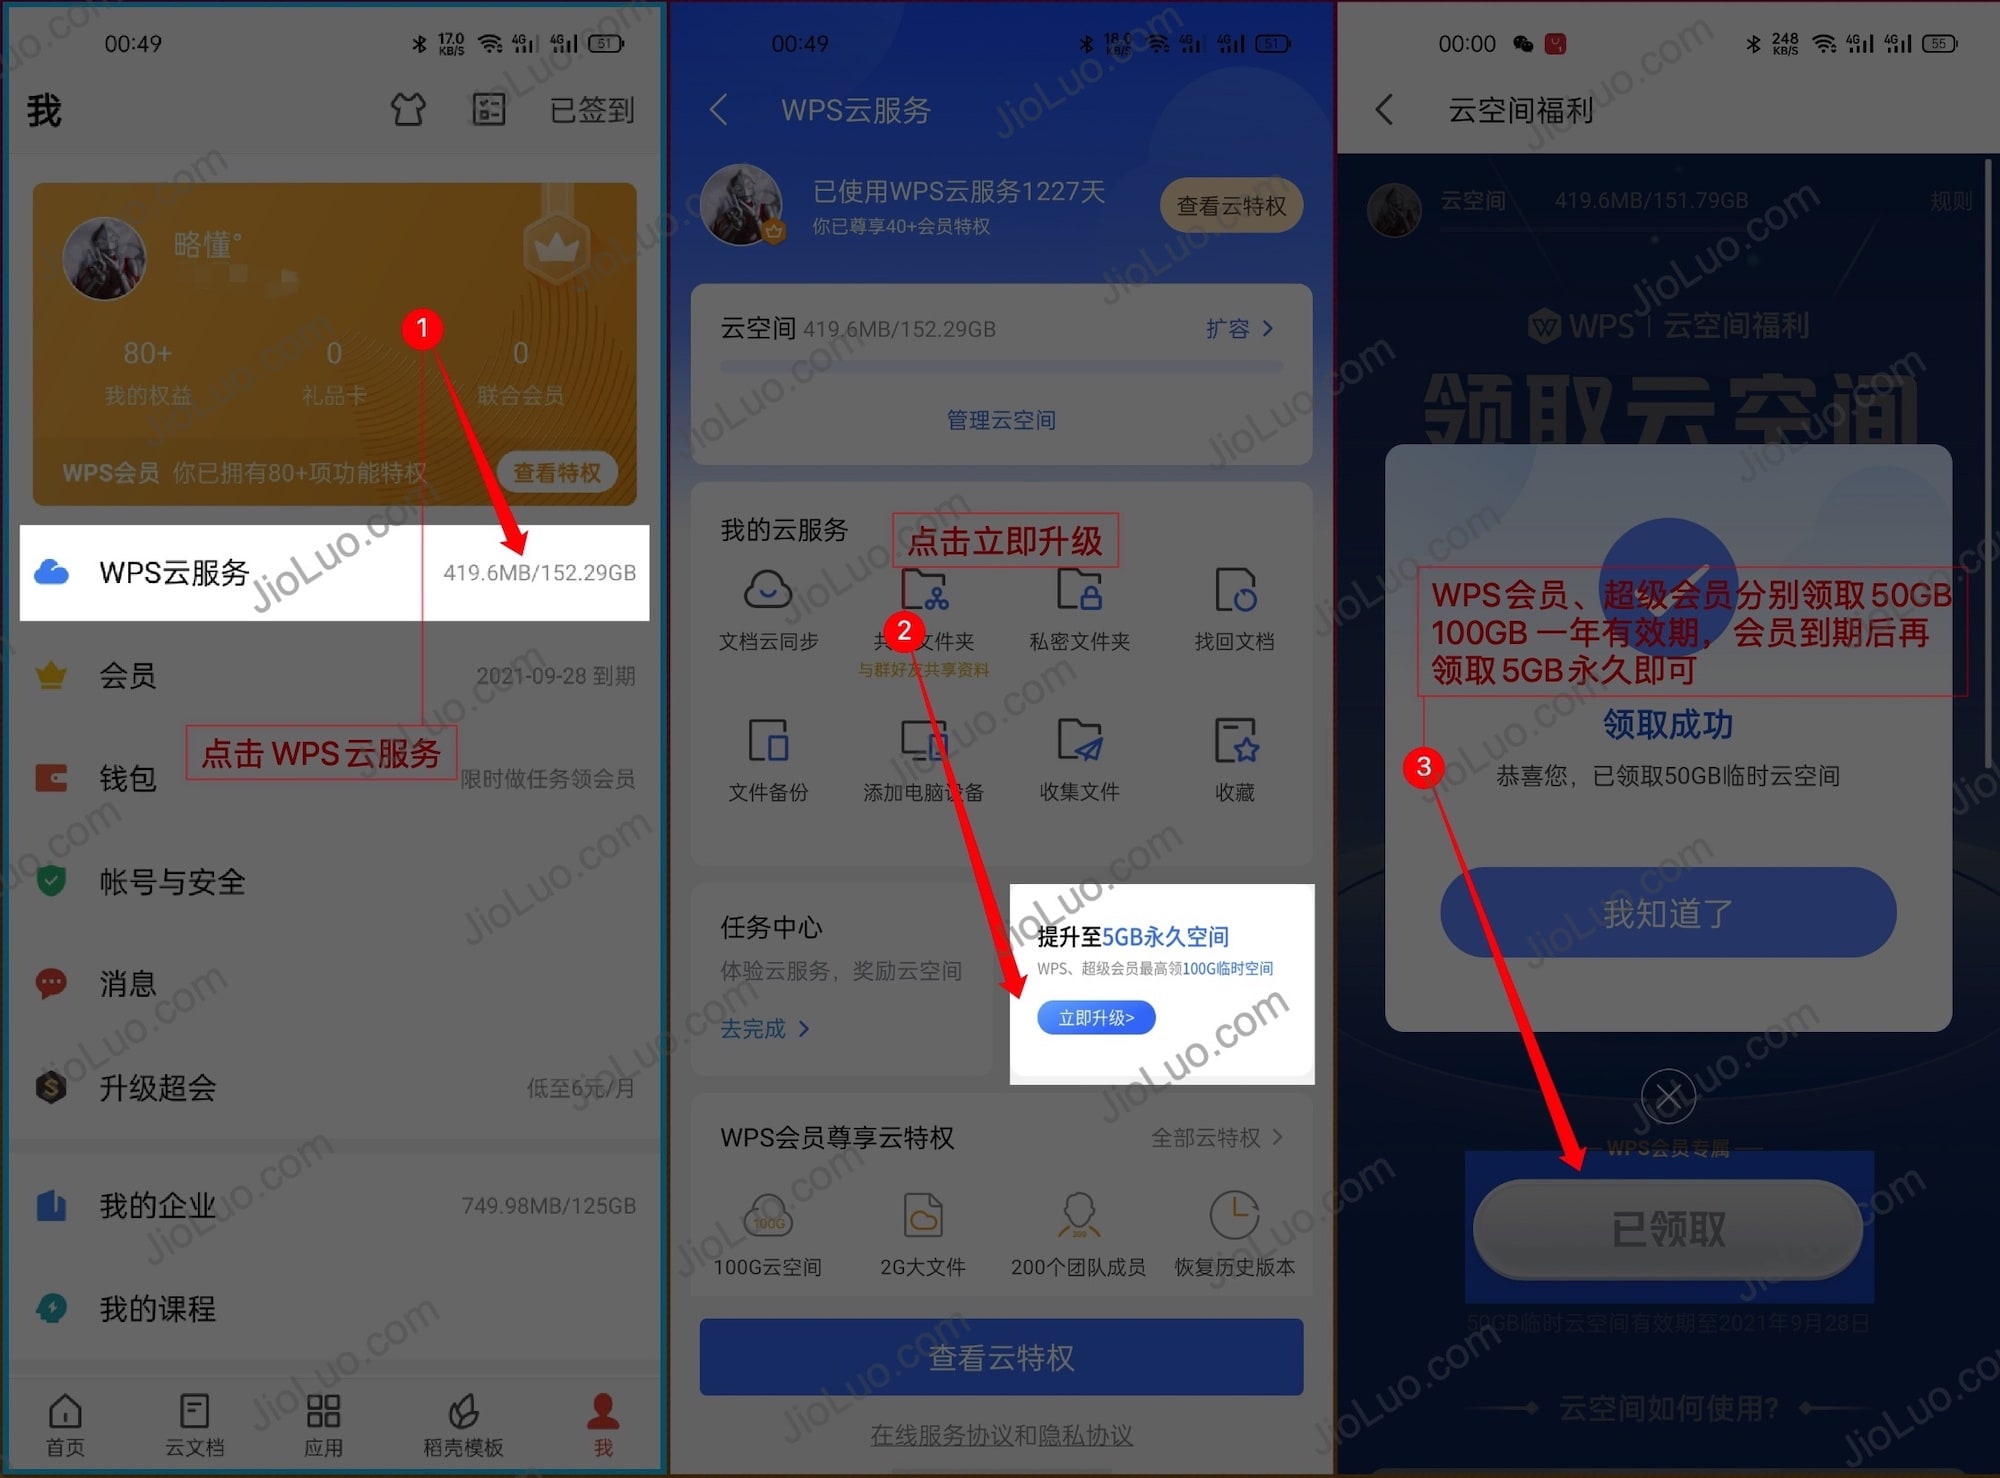 00:49
17.0 KB/S
4G
4G
51
我
已签到
略懂°
80+
0
0
我的权益
礼品卡
联合会员
WPS会员 你已拥有80+项功能特权
查看特权
1
WPS云服务
419.6MB/152.29GB
会员
2021-09-28 到期
点击 WPS 云服务
钱包
限时做任务领会员
帐号与安全
消息
升级超会
低至6元/月
我的企业
749.98MB/125GB
我的课程
首页
云文档
应用
稻壳模板
我
00:49
18.0 KB/S
4G
4G
51
WPS云服务
已使用WPS云服务1227天
你已尊享40+会员特权
查看云特权
云空间 419.6MB/152.29GB
扩容
管理云空间
我的云服务
点击立即升级
2
文档云同步
共 文件夹
私密文件夹
找回文档
与群好友共享资料
文件备份
添加电脑设备
收集文件
收藏
任务中心
体验云服务，奖励云空间
去完成
提升至5GB永久空间
WPS、超级会员最高领100G临时空间
立即升级>
WPS会员尊享云特权
全部云特权
100G
200
100G云空间
2G大文件
200个团队成员
恢复历史版本
查看云特权
在线服务协议和隐私协议
00:00
248 KB/S
4G
4G
55
云空间福利
云空间
419.6MB/151.79GB
规则
WPS | 云空间福利
领取云空间
WPS 会员、超级会员分别领取 50GB
100GB 一年有效期，会员到期后再
领取 5GB 永久即可
领取成功
3
恭喜您，已领取50GB临时云空间
我知道了
WPS会员专属
已领取
50GB临时云空间有效期至2021年9月28日
云空间如何使用?
JioLuo.com